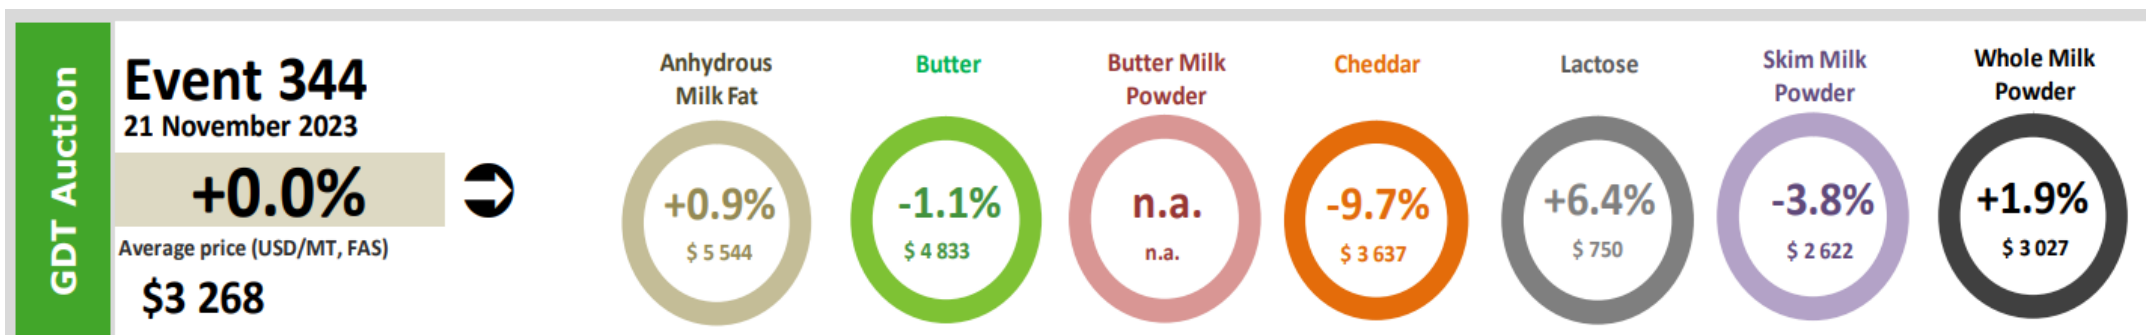 GDT Auction
Event 344
21 November 2023
+0.0%
Average price (USD/MT, FAS)
$3 268
Anhydrous
Milk Fat
+0.9%
$ 5 544
Butter
-1.1%
$ 4 833
Butter Milk
Powder
n.a.
n.a.
Cheddar
-9.7%
$ 3 637
Lactose
+6.4%
$ 750
Skim Milk
Powder
-3.8%
$ 2 622
Whole Milk
Powder
+1.9%
$ 3 027